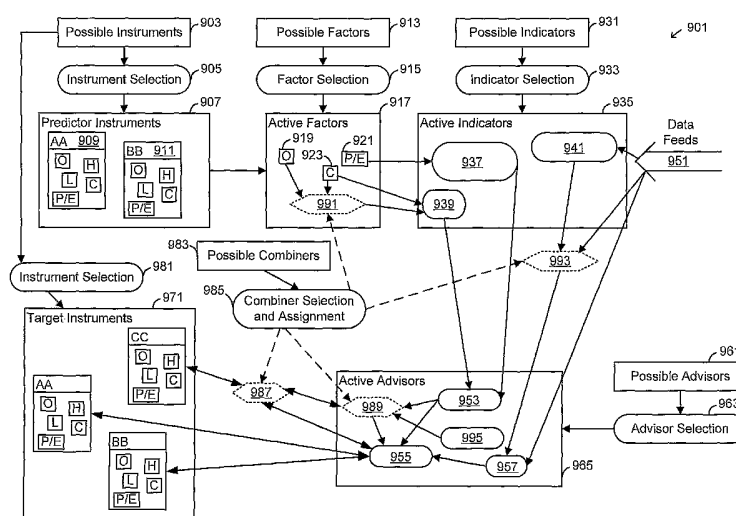 Possible Instruments 903
Possible Factors 913
Possible Indicators 931
901
Instrument Selection 905
Factor Selection 915
Indicator Selection 933
907
917
935
Predictor Instruments
AA 909
O H
L C
P/E
BB 911
O H
L C
P/E
Active Factors
919
O
923
C
921
P/E
991
Active Indicators
937
939
941
Data
Feeds
951
993
983
Possible Combiners
985
Combiner Selection
and Assignment
Instrument Selection 981
971
Target Instruments
CC
O H
L C
P/E
AA
O H
L C
P/E
BB
O H
L C
P/E
987
Active Advisors
989
953
995
955
957
965
961
Possible Advisors
963
Advisor Selection